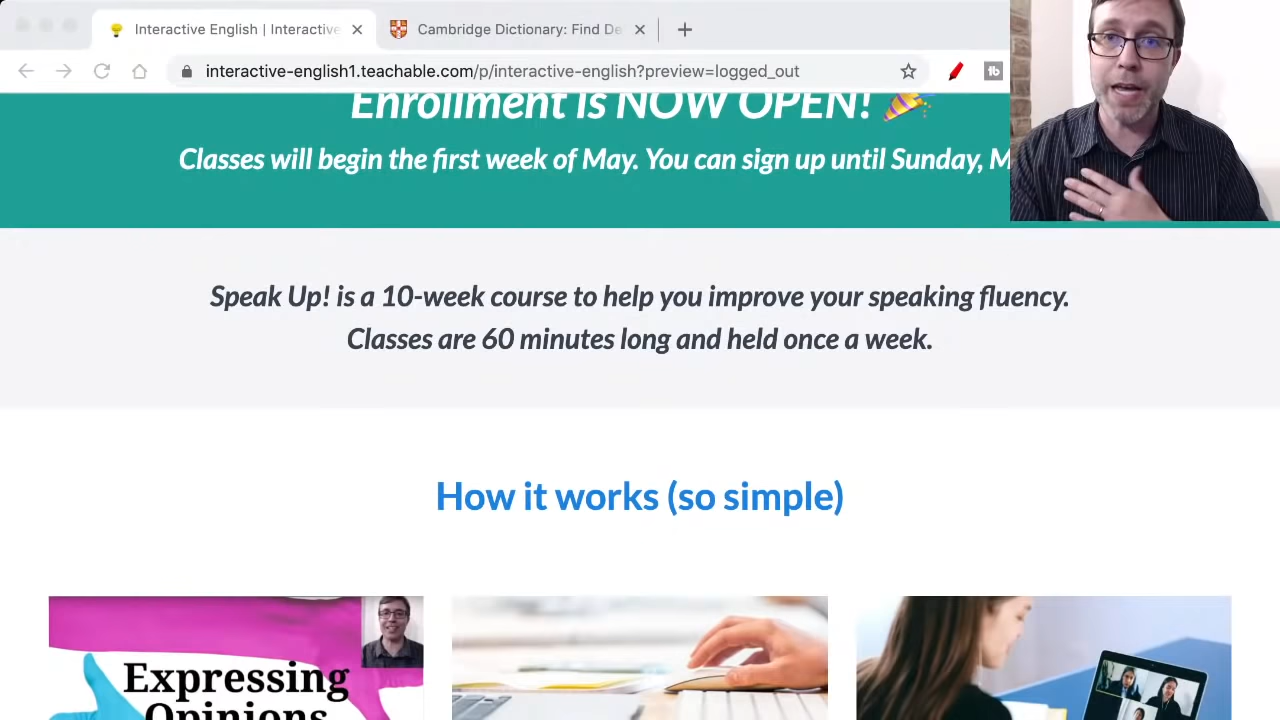 Interactive English | Interactive
Cambridge Dictionary: Find De
interactive-english1.teachable.com/p/interactive-english?preview=logged_out
tb
Enrollment is NOW OPEN!
Classes will begin the first week of May. You can sign up until Sunday, M
Speak Up! is a 10-week course to help you improve your speaking fluency.
Classes are 60 minutes long and held once a week.
How it works (so simple)
Expressing
Opinions